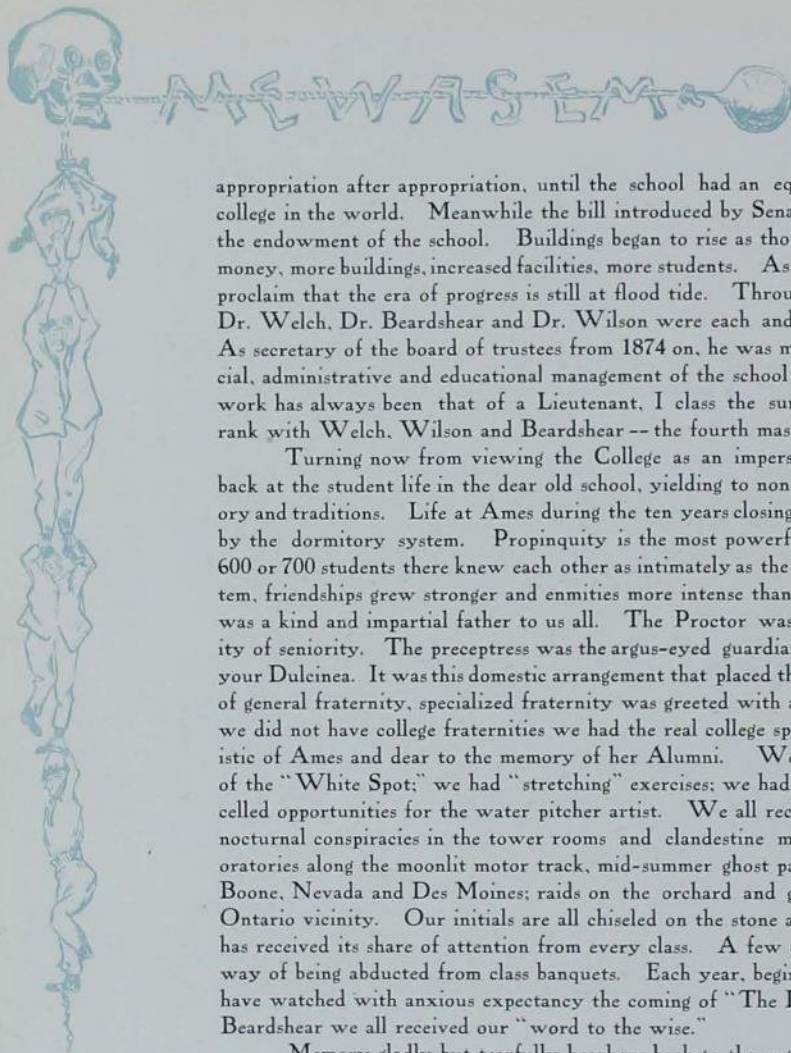 MEWASEM
appropriation after appropriation, until the school had an eq
college in the world. Meanwhile the bill introduced by Sena
the endowment of the school. Buildings began to rise as tho
money, more buildings, increased facilities, more students. As
proclaim that the era of progress is still at flood tide. Throu
Dr. Welch, Dr. Beardshear and Dr. Wilson were each and
As secretary of the board of trustees from 1874 on, he was m
cial, administrative and educational management of the school
work has always been that of a Lieutenant, I class the sur
rank with Welch, Wilson and Beardshear -- the fourth mas
Turning now from viewing the College as an impers
back at the student life in the dear old school, yielding to non
ory and traditions. Life at Ames during the ten years closing
by the dormitory system. Propinquity is the most powerf
600 or 700 students there knew each other as intimately as the
tem, friendships grew stronger and enmities more intense than
was a kind and impartial father to us all. The Proctor was
ity of seniority. The preceptress was the argus-eyed guardia
your Dulcinea. It was this domestic arrangement that placed th
of general fraternity, specialized fraternity was greeted with a
we did not have college fraternities we had the real college sp
istic of Ames and dear to the memory of her Alumni. We
of the "White Spot;" we had "stretching" exercises; we had
celled opportunities for the water pitcher artist. We all rec
nocturnal conspiracies in the tower rooms and clandestine m
oratories along the moonlit motor track, mid-summer ghost pa
Boone, Nevada and Des Moines; raids on the orchard and g
Ontario vicinity. Our initials are all chiseled on the stone a
has received its share of attention from every class. A few
way of being abducted from class banquets. Each year, begin
have watched with anxious expectancy the coming of "The
Beardshear we all received our "word to the wise."